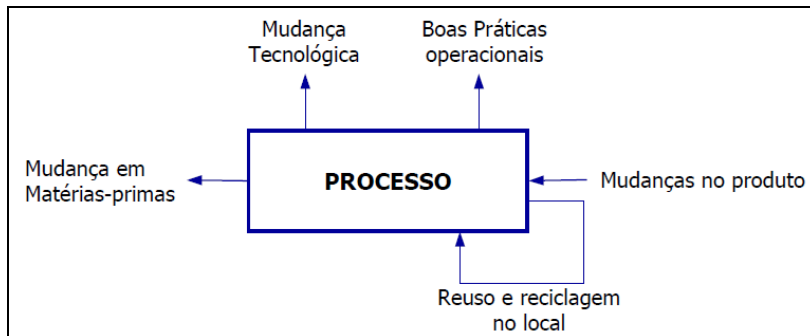 Mudança
Tecnológica
Boas Práticas
operacionais
Mudança em
Matérias-primas
PROCESSO
Mudanças no produto
Reuso e reciclagem
no local